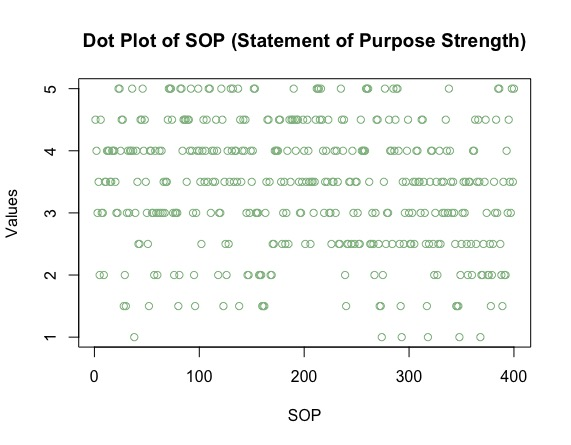 Dot Plot of SOP (Statement of Purpose Strength)
5
4
3
2
1
Values
0 100 200 300 400
SOP